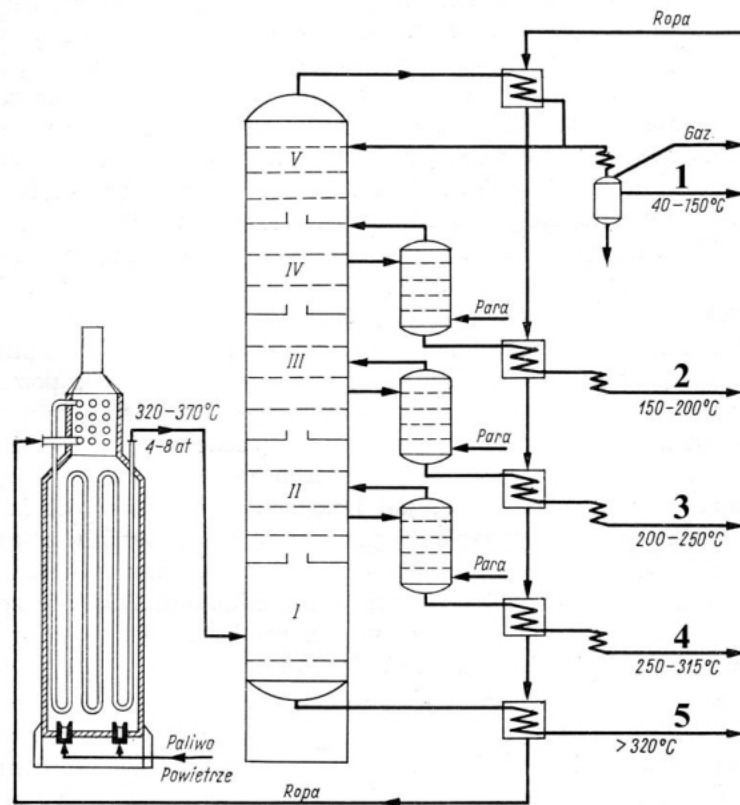 Ropa
Gaz
1
40-150°C
V
IV
Para
2
150-200°C
III
320-370°C
4-8 at
Para
3
200-250°C
II
Para
I
4
250-315°C
5
>320°C
Paliwo
Powietrze
Ropa